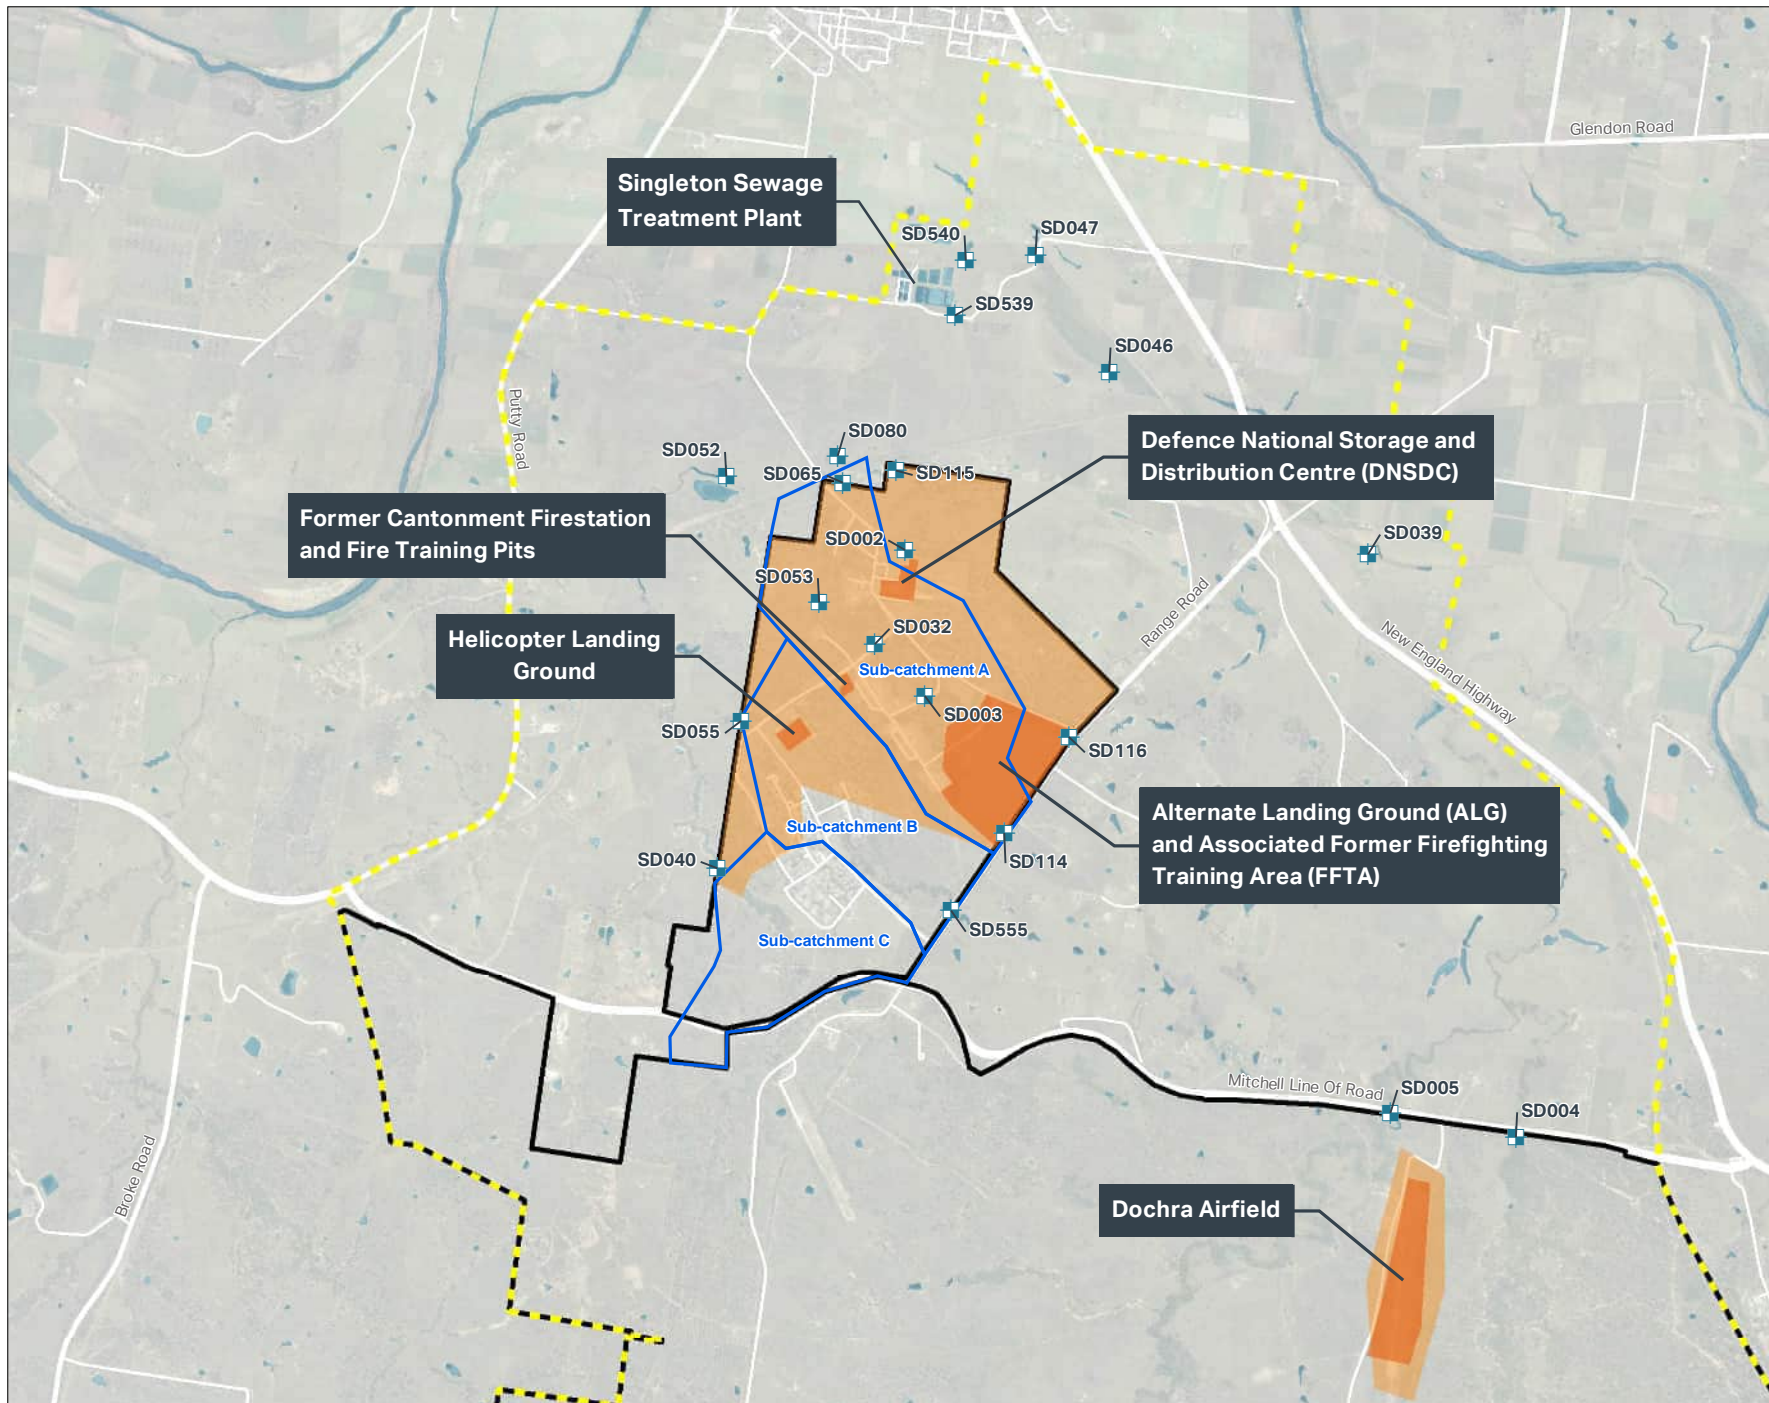 Glendon Road
Singleton Sewage
Treatment Plant
SD540
SD047
SD539
SD046
Putty Road
SD080
SD052
SD065
SD115
Defence National Storage and
Distribution Centre (DNSDC)
Former Cantonment Firestation
and Fire Training Pits
SD002
SD039
SD053
Range Road
Helicopter Landing
Ground
SD032
Sub-catchment A
New England Highway
SD003
SD055
SD116
Alternate Landing Ground (ALG)
and Associated Former Firefighting
Training Area (FFTA)
Sub-catchment B
SD040
SD114
SD555
Sub-catchment C
Mitchell Line Of Road
SD005
SD004
Broke Road
Dochra Airfield